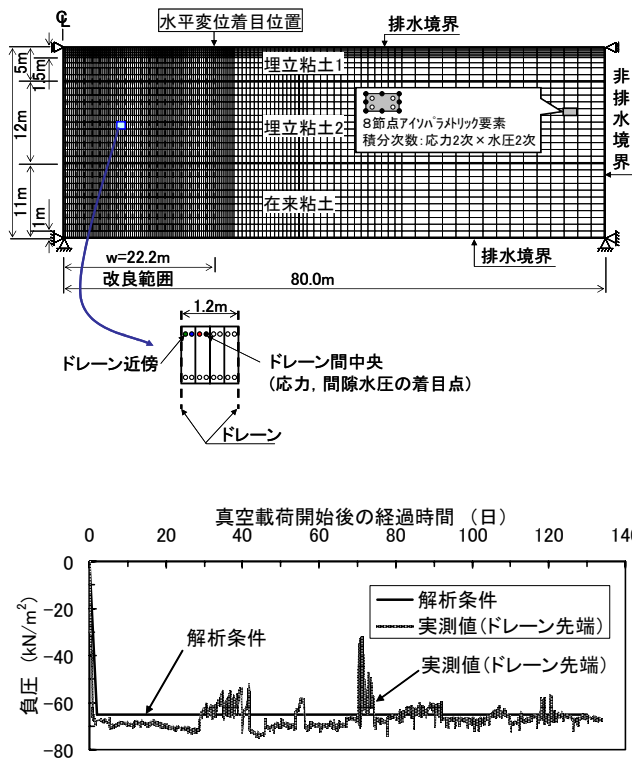 ℄
水平変位着目位置
排水境界
5m
1.5m
12m
11m
1m
埋立粘土1
埋立粘土2
在来粘土
8節点アイソパラメトリック要素
積分次数:応力2次×水圧2次
非排水境界
w=22.2m
改良範囲
排水境界
80.0m
1.2m
ドレーン近傍
ドレーン間中央
(応力，間隙水圧の着目点)
ドレーン
真空載荷開始後の経過時間 (日)
0 20 40 60 80 100 120 140
0
-20
-40
-60
-80
負圧 (kN/m²)
解析条件
実測値(ドレーン先端)
解析条件
実測値(ドレーン先端)